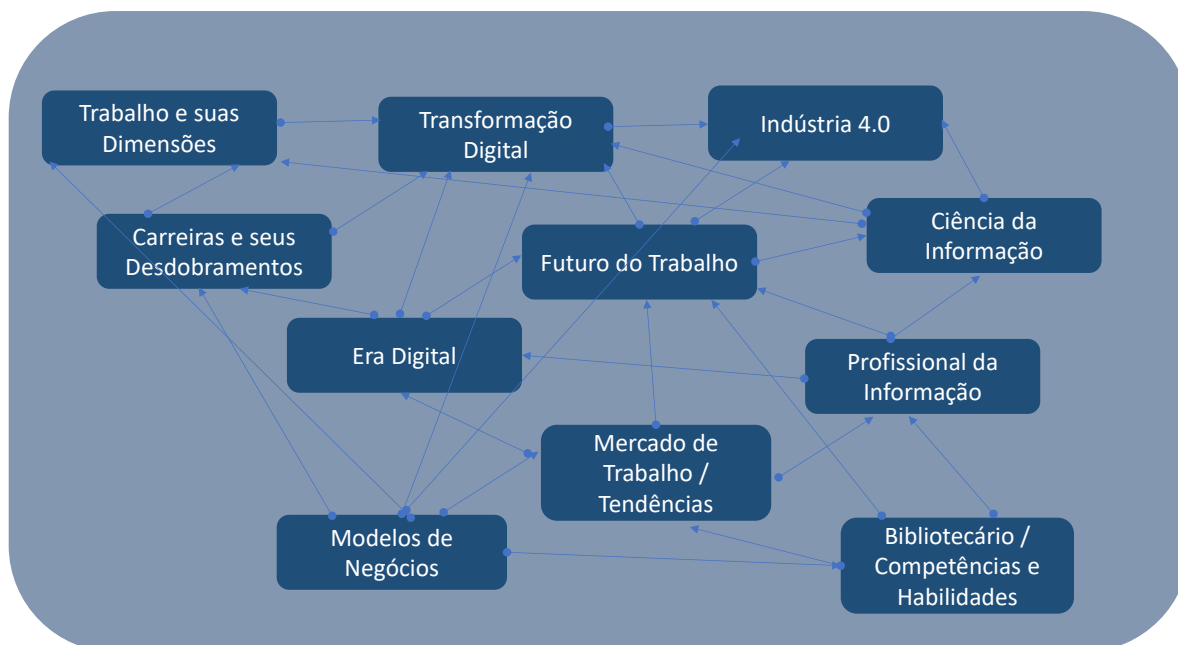 Trabalho e suas
Dimensões
Transformação
Digital
Indústria 4.0
Carreiras e seus
Desdobramentos
Futuro do Trabalho
Ciência da
Informação
Era Digital
Profissional da
Informação
Mercado de
Trabalho /
Tendências
Modelos de
Negócios
Bibliotecário /
Competências e
Habilidades